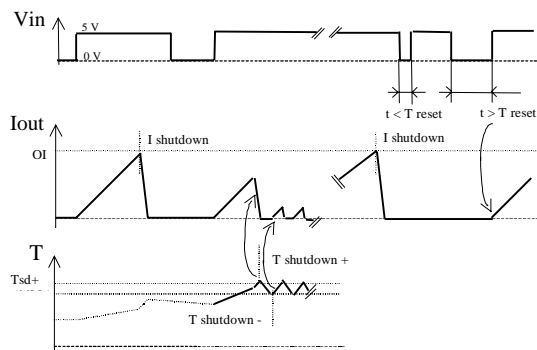 Vin
5 V
0 V
t < T reset
t > T reset
Iout
I shutdown
I shutdown
OI
T shutdown +
T
Tsd+
T shutdown -